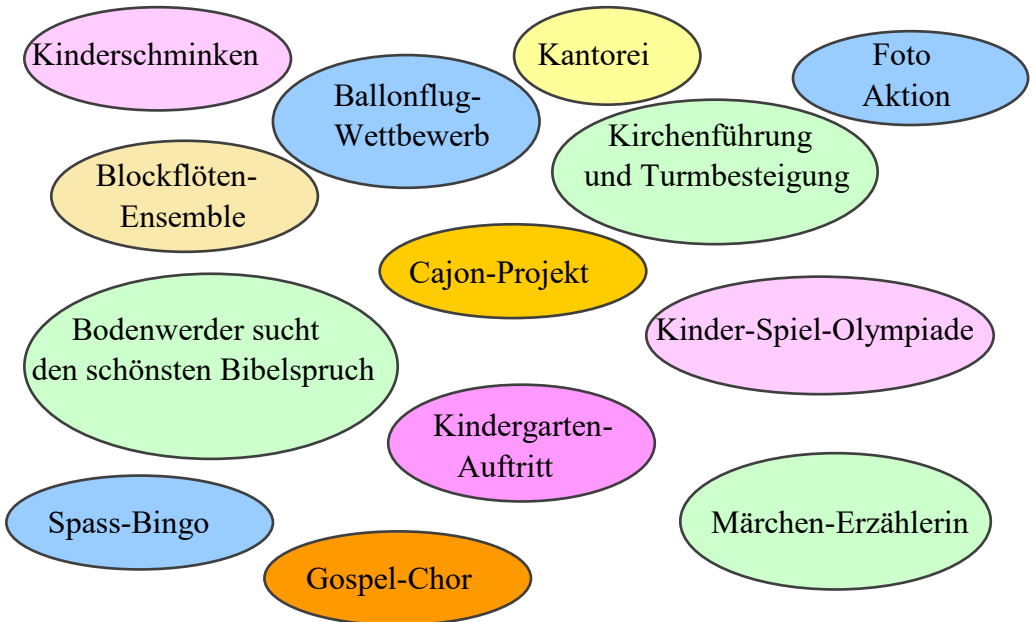 Kinderschminken
Kantorei
Foto
Aktion
Ballonflug-
Wettbewerb
Kirchenführung
und Turmbesteigung
Blockflöten-
Ensemble
Cajon-Projekt
Bodenwerder sucht
den schönsten Bibelspruch
Kinder-Spiel-Olympiade
Kindergarten-
Auftritt
Spass-Bingo
Märchen-Erzählerin
Gospel-Chor